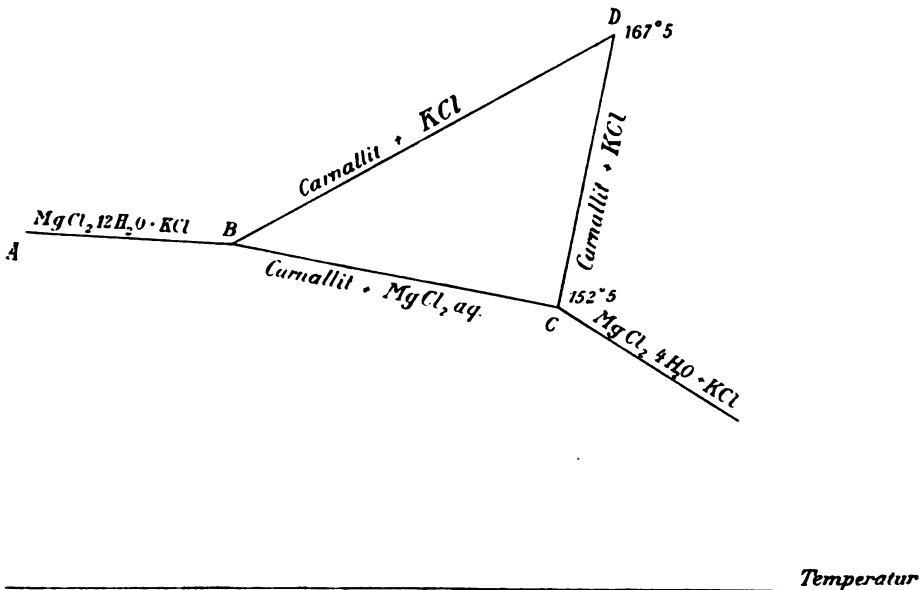 D 167°5
Carnallit + KCl
Carnallit + KCl
MgCl₂ 12H₂O · KCl
A
B
Carnallit + MgCl₂ aq.
152°5
C
MgCl₂ 4H₂O + KCl
Temperatur